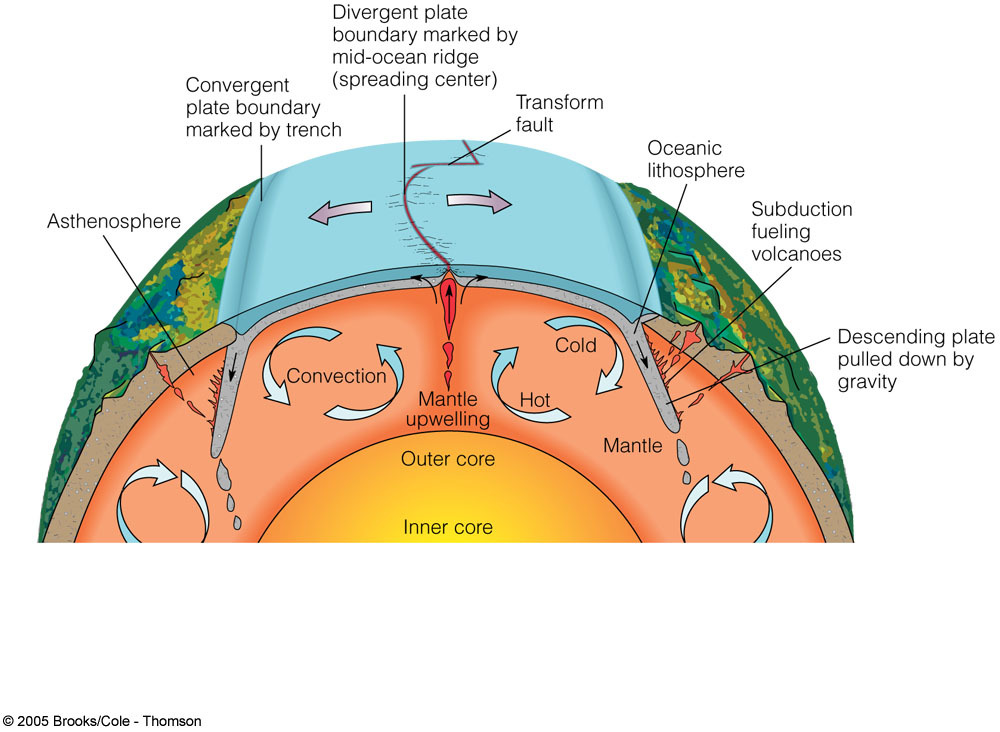 Divergent plate
boundary marked by
mid-ocean ridge
(spreading center)
Convergent
plate boundary
marked by trench
Transform
fault
Oceanic
lithosphere
Asthenosphere
Subduction
fueling
volcanoes
Descending plate
pulled down by
gravity
Convection
Cold
Mantle
upwelling
Hot
Mantle
Outer core
Inner core
© 2005 Brooks/Cole - Thomson